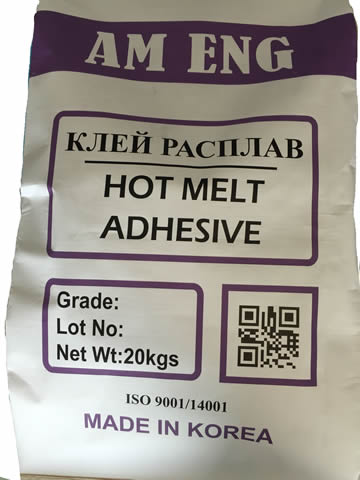 AM ENG
КЛЕЙ РАСПЛАВ
HOT MELT
ADHESIVE
Grade:
Lot No:
Net Wt:20kgs
ISO 9001/14001
MADE IN KOREA